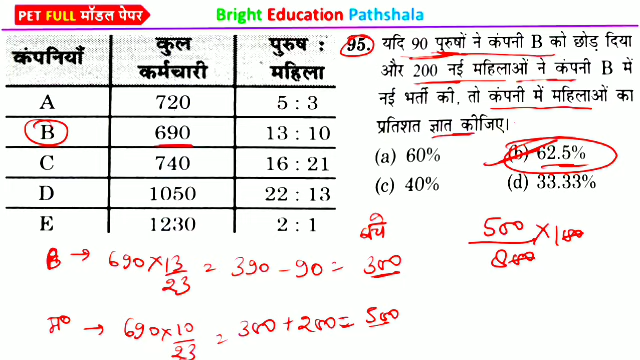 PET FULL मॉडल पेपर
Bright Education Pathshala
कंपनियाँ कुल कर्मचारी पुरुष : महिला
A 720 5 : 3
B 690 13 : 10
C 740 16 : 21
D 1050 22 : 13
E 1230 2 : 1
95. यदि 90 पुरुषों ने कंपनी B को छोड़ दिया
और 200 नई महिलाओं ने कंपनी B में
नई भर्ती की, तो कंपनी में महिलाओं का
प्रतिशत ज्ञात कीजिए।
(a) 60% (b) 62.5%
(c) 40% (d) 33.33%
बचे
B → 690 × 13/23 = 390 - 90 = 300
म० → 690 × 10/23 = 300 + 200 = 500
500/800 × 100